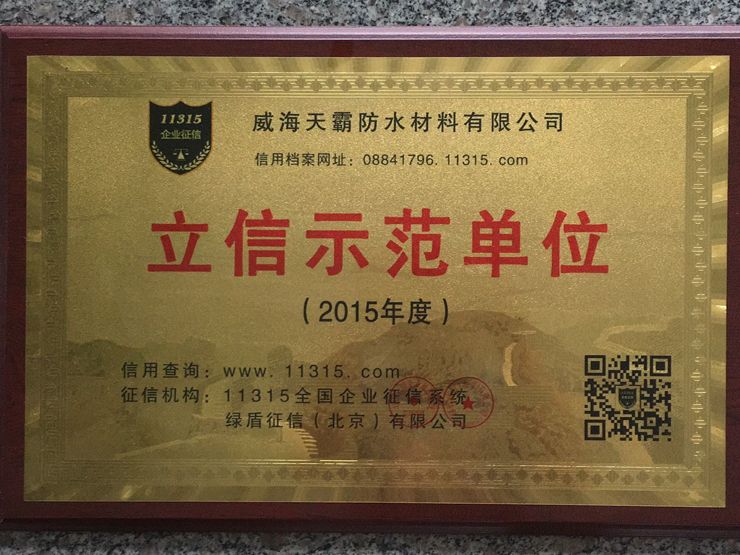 11315
企业征信
威海天霸防水材料有限公司
信用档案网址：08841796.11315.com
立信示范单位
（2015年度）
信用查询：www.11315.com
征信机构：11315全国企业征信系统
绿盾征信（北京）有限公司